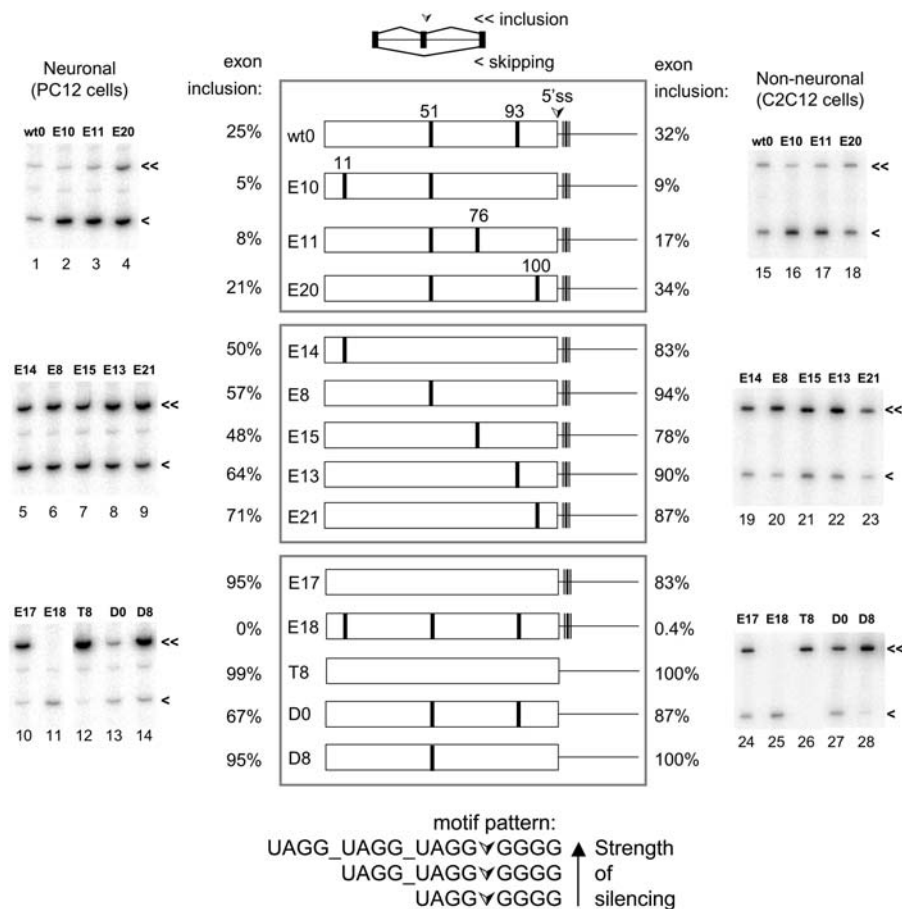 << inclusion
< skipping
Neuronal
(PC12 cells)
exon
inclusion:
exon
inclusion:
Non-neuronal
(C2C12 cells)
wt0 E10 E11 E20
<<
<
1 2 3 4
25% wt0 51 93 5'ss 32%
5% E10 11 9%
8% E11 76 17%
21% E20 100 34%
wt0 E10 E11 E20
<<
<
15 16 17 18
E14 E8 E15 E13 E21
<<
<
5 6 7 8 9
50% E14 83%
57% E8 94%
48% E15 78%
64% E13 90%
71% E21 87%
E14 E8 E15 E13 E21
<<
<
19 20 21 22 23
E17 E18 T8 D0 D8
<<
<
10 11 12 13 14
95% E17 83%
0% E18 0.4%
99% T8 100%
67% D0 87%
95% D8 100%
E17 E18 T8 D0 D8
<<
<
24 25 26 27 28
motif pattern:
UAGG_UAGG_UAGG GGGG
UAGG_UAGG GGGG
UAGG GGGG
Strength
of
silencing